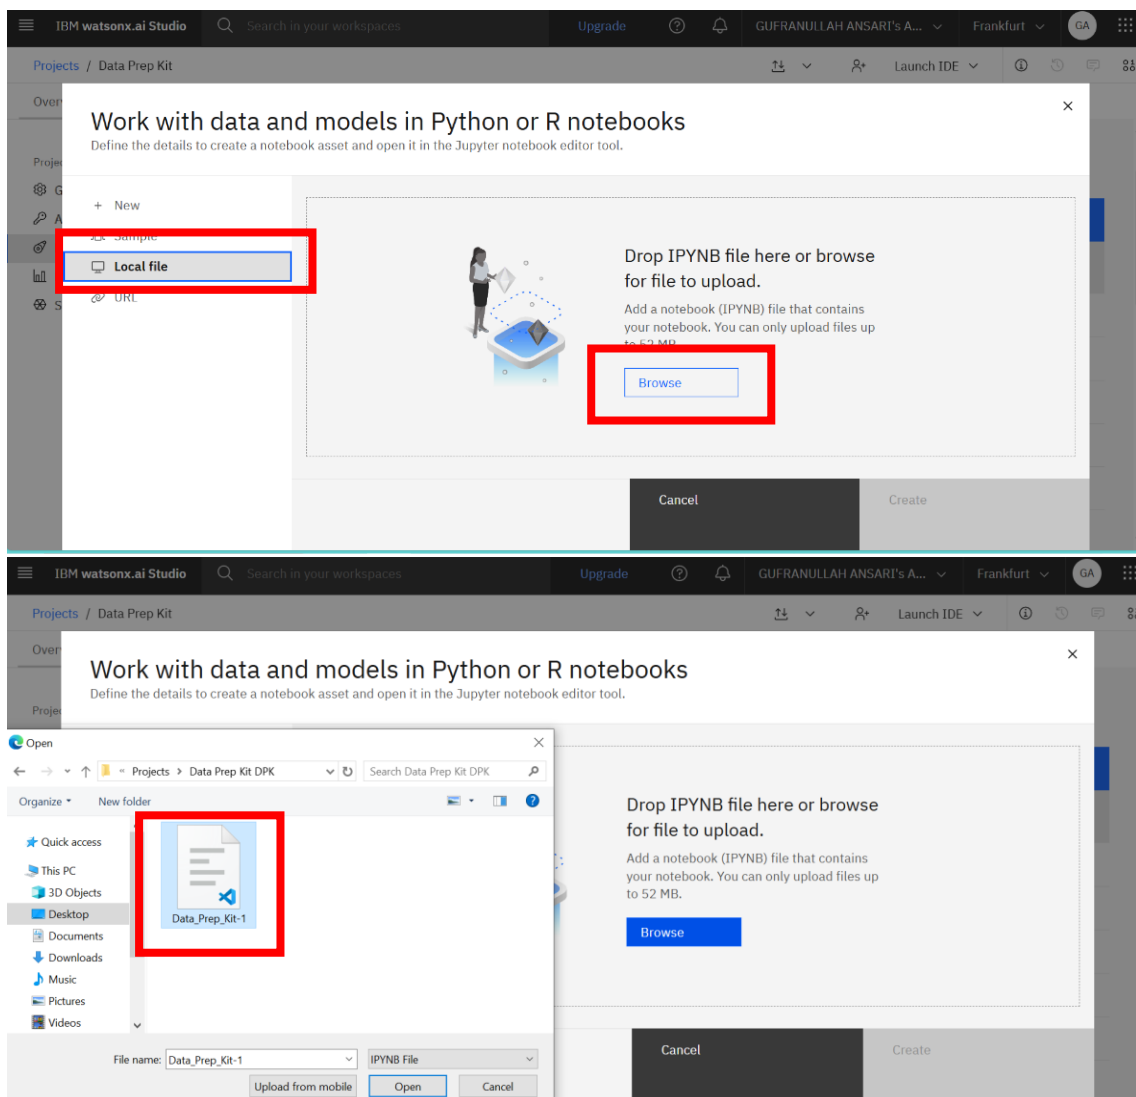 IBM watsonx.ai Studio
Search in your workspaces
Upgrade
GUFRANULLAH ANSARI's A...
Frankfurt
GA
Projects / Data Prep Kit
Launch IDE
Over
Work with data and models in Python or R notebooks
Define the details to create a notebook asset and open it in the Jupyter notebook editor tool.
Projec
G
A
S
+ New
Sample
Local file
URL
Drop IPYNB file here or browse
for file to upload.
Add a notebook (IPYNB) file that contains
your notebook. You can only upload files up
to 52 MB.
Browse
Cancel
Create
IBM watsonx.ai Studio
Search in your workspaces
Upgrade
GUFRANULLAH ANSARI's A...
Frankfurt
GA
Projects / Data Prep Kit
Launch IDE
Over
Work with data and models in Python or R notebooks
Define the details to create a notebook asset and open it in the Jupyter notebook editor tool.
Projec
Open
« Projects > Data Prep Kit DPK
Search Data Prep Kit DPK
Organize
New folder
Quick access
This PC
3D Objects
Desktop
Documents
Downloads
Music
Pictures
Videos
Data_Prep_Kit-1
File name: Data_Prep_Kit-1
IPYNB File
Upload from mobile
Open
Cancel
Drop IPYNB file here or browse
for file to upload.
Add a notebook (IPYNB) file that contains
your notebook. You can only upload files up
to 52 MB.
Browse
Cancel
Create